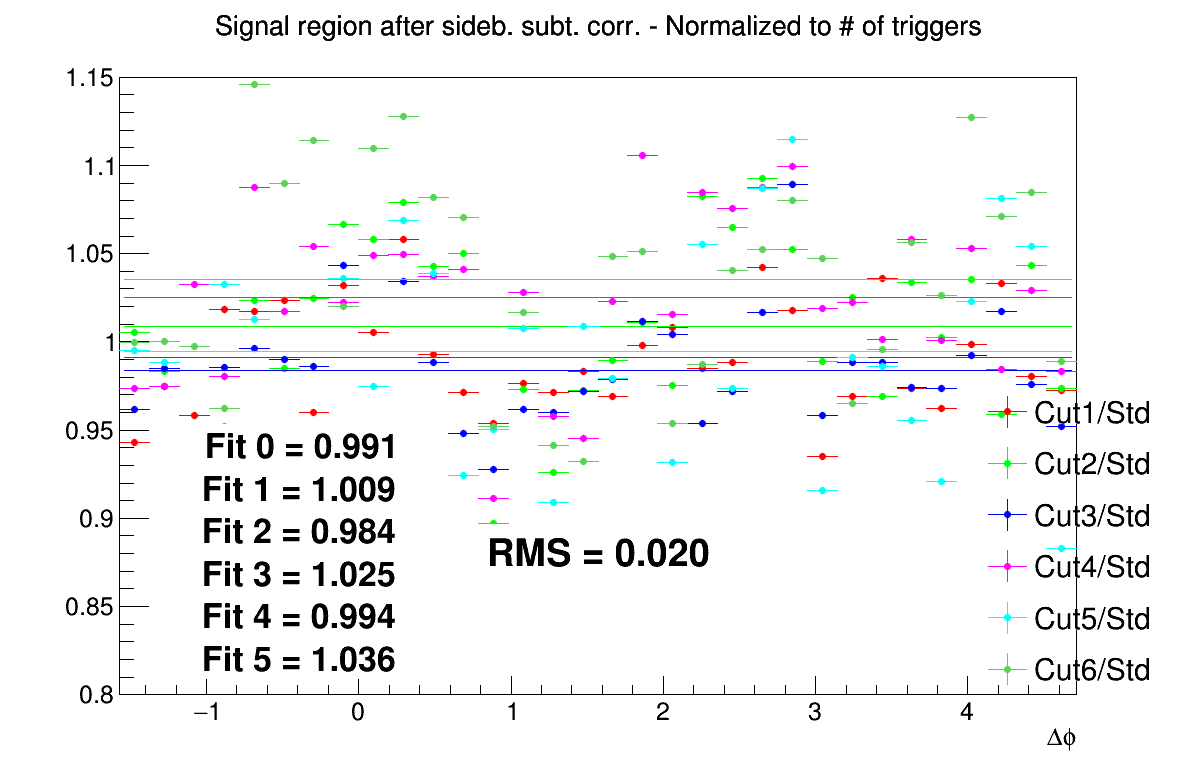 Signal region after sideb. subt. corr. - Normalized to # of triggers
1.15
1.1
1.05
1
0.95
0.9
0.85
0.8
Fit 0 = 0.991
Fit 1 = 1.009
Fit 2 = 0.984
Fit 3 = 1.025
Fit 4 = 0.994
Fit 5 = 1.036
RMS = 0.020
Cut1/Std
Cut2/Std
Cut3/Std
Cut4/Std
Cut5/Std
Cut6/Std
−1 0 1 2 3 4
Δϕ